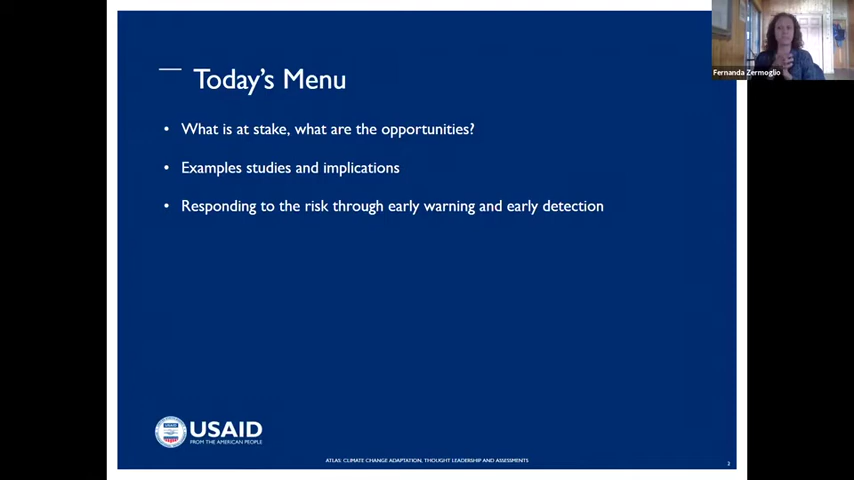 Fernanda Zermoglio
Today's Menu
• What is at stake, what are the opportunities?
• Examples studies and implications
• Responding to the risk through early warning and early detection
USAID
USAID
FROM THE AMERICAN PEOPLE
ATLAS: CLIMATE CHANGE ADAPTATION, THOUGHT LEADERSHIP AND ASSESSMENTS
3